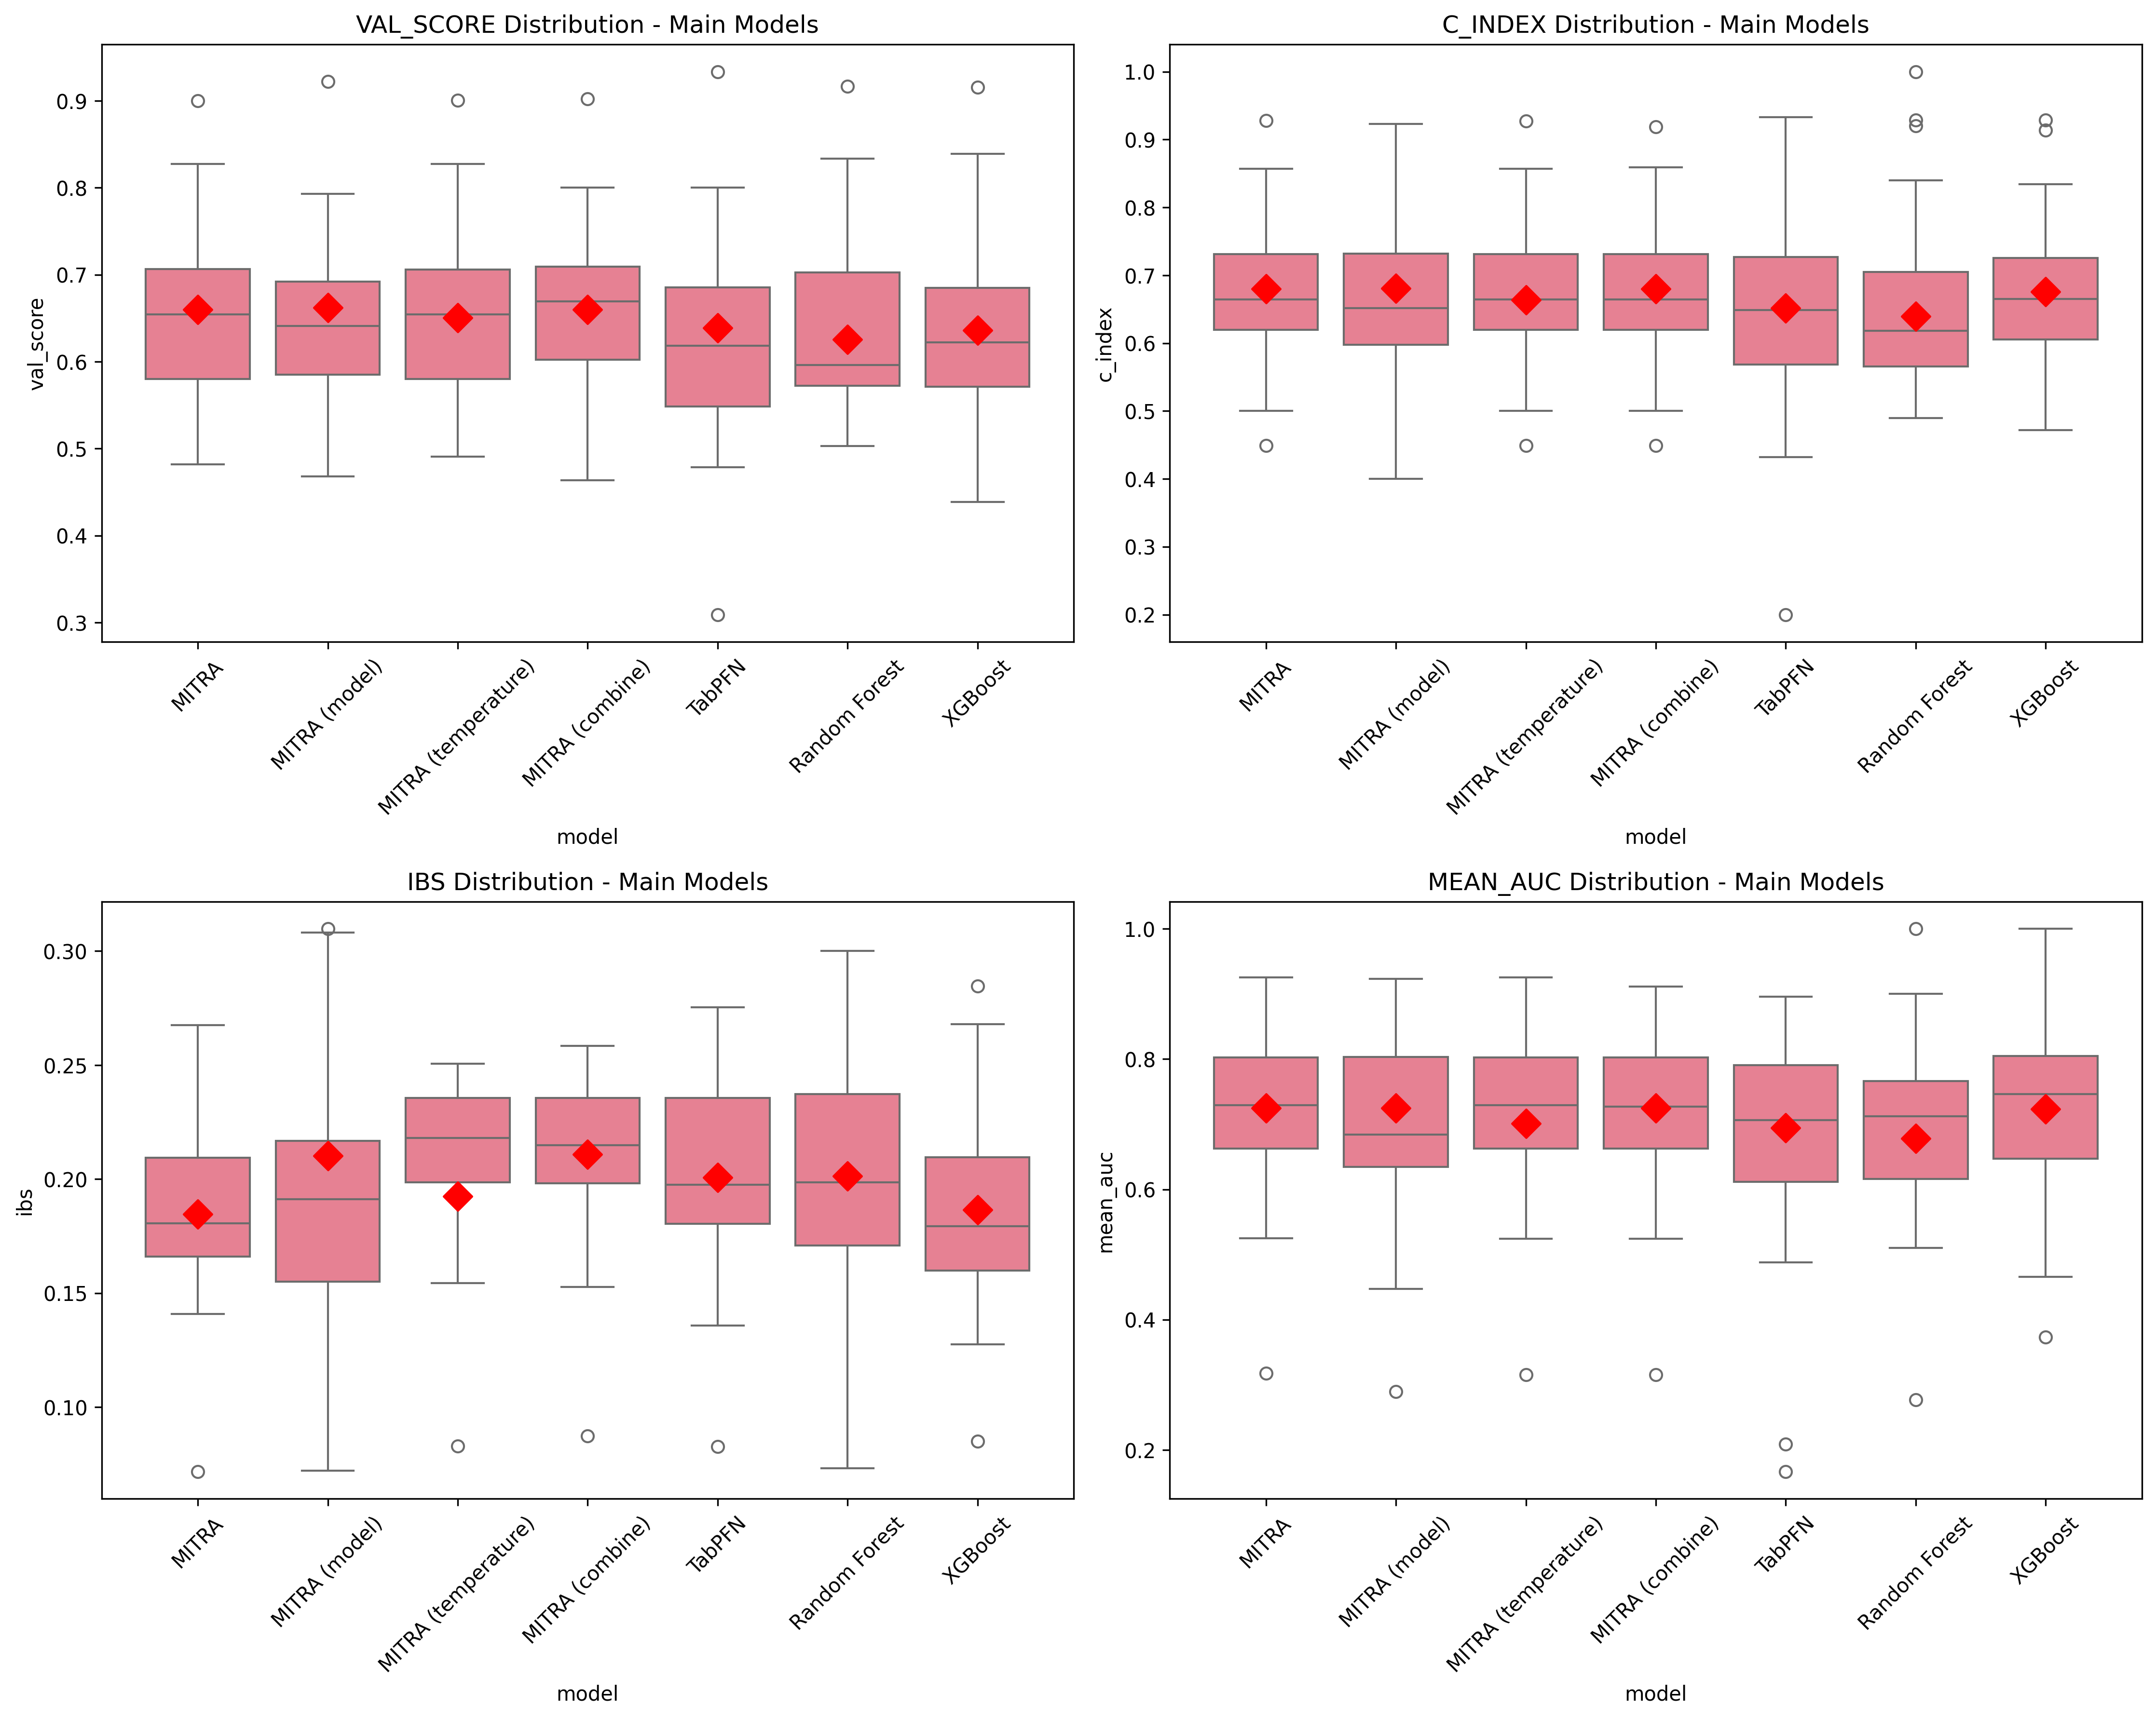 VAL_SCORE Distribution - Main Models
val_score
0.9
0.8
0.7
0.6
0.5
0.4
0.3
MITRA
MITRA (model)
MITRA (temperature)
MITRA (combine)
TabPFN
Random Forest
XGBoost
model
C_INDEX Distribution - Main Models
c_index
1.0
0.9
0.8
0.7
0.6
0.5
0.4
0.3
0.2
MITRA
MITRA (model)
MITRA (temperature)
MITRA (combine)
TabPFN
Random Forest
XGBoost
model
IBS Distribution - Main Models
ibs
0.30
0.25
0.20
0.15
0.10
MITRA
MITRA (model)
MITRA (temperature)
MITRA (combine)
TabPFN
Random Forest
XGBoost
model
MEAN_AUC Distribution - Main Models
mean_auc
1.0
0.8
0.6
0.4
0.2
MITRA
MITRA (model)
MITRA (temperature)
MITRA (combine)
TabPFN
Random Forest
XGBoost
model